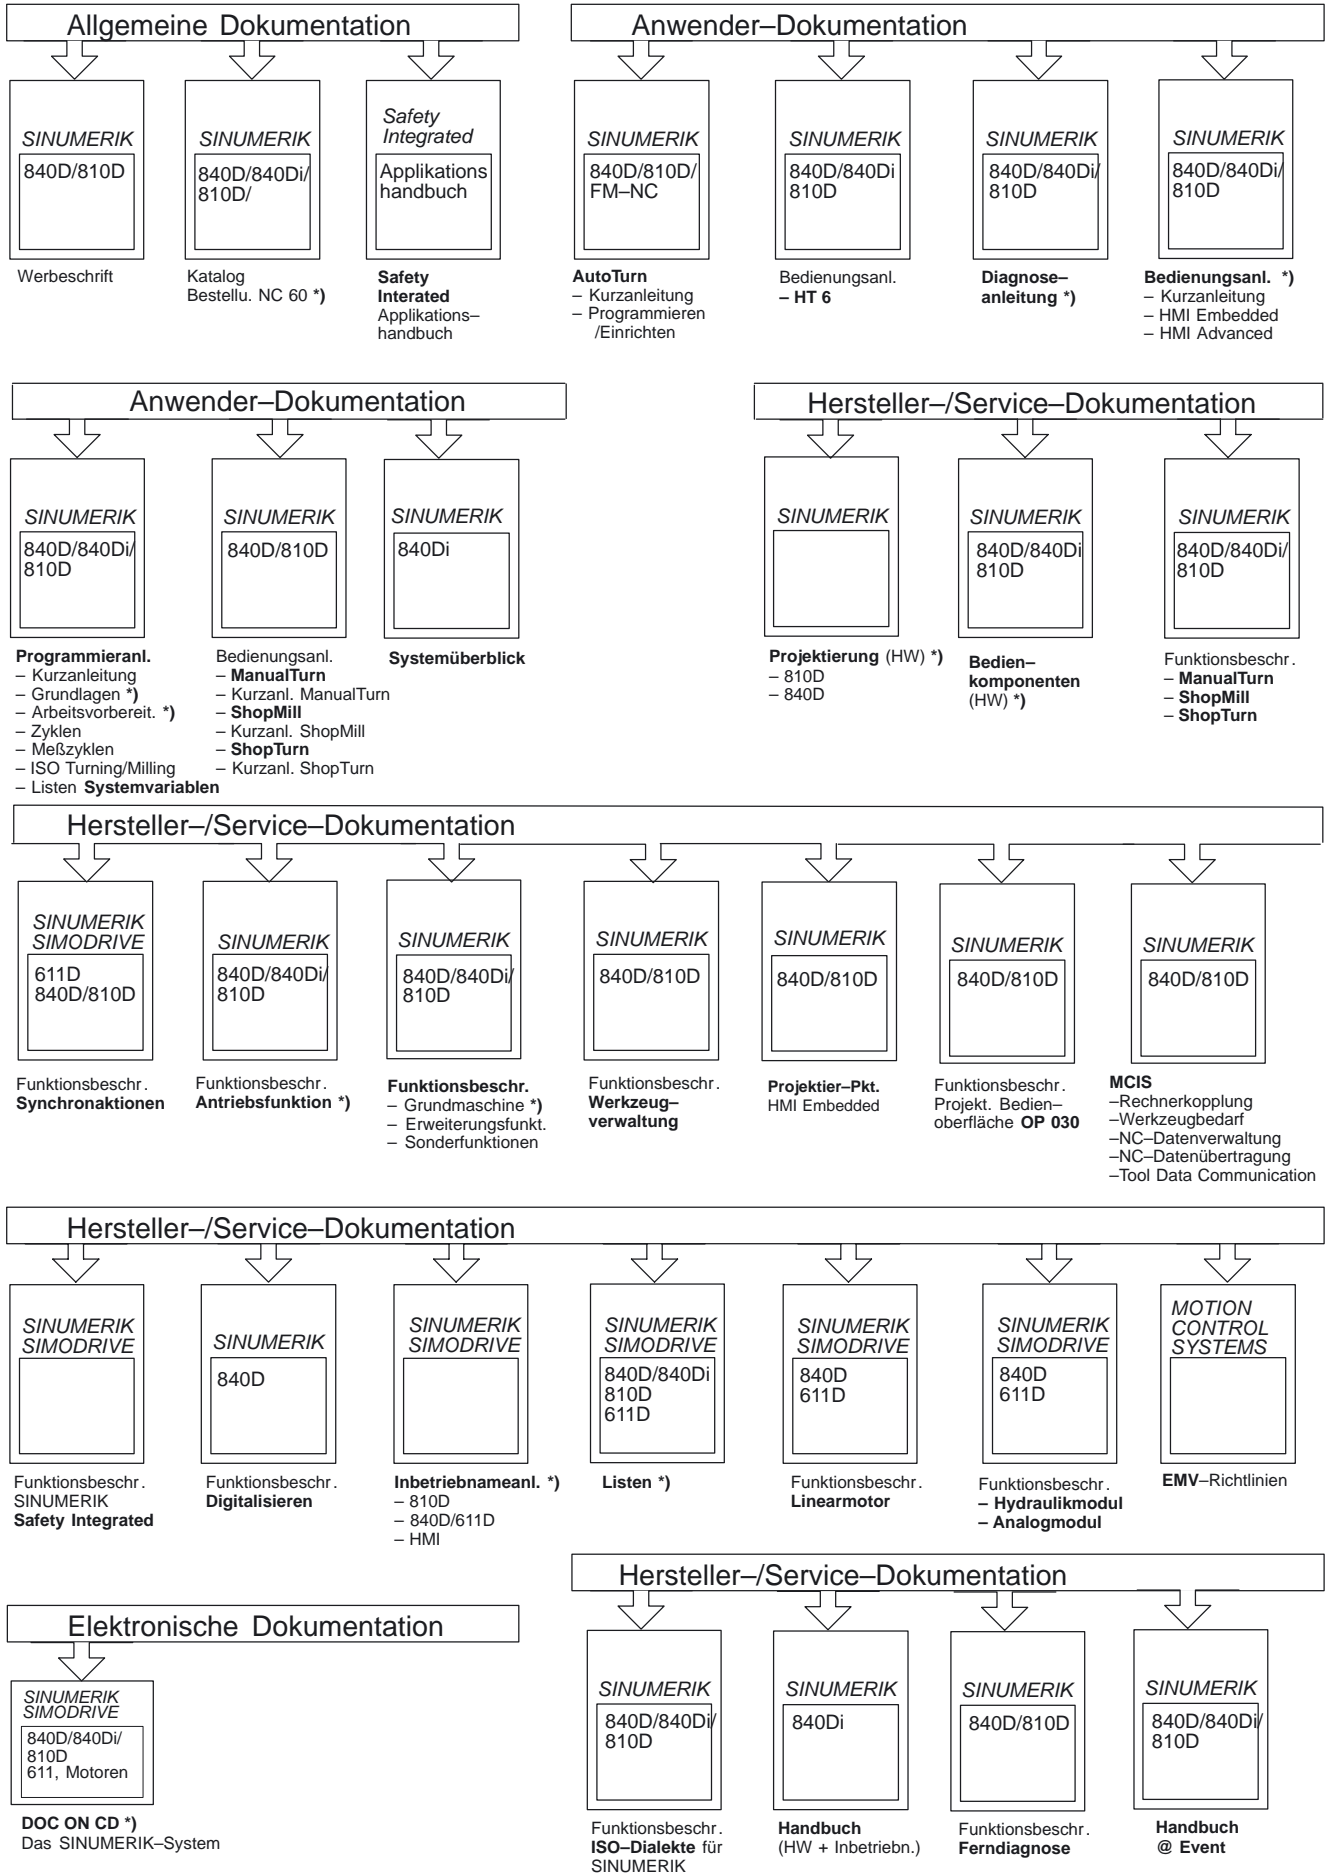 Allgemeine Dokumentation
SINUMERIK
840D/810D
Werbeschrift
SINUMERIK
840D/840Di/
810D/
Katalog
Bestellu. NC 60 *)
Safety
Integrated
Applikations
handbuch
Safety
Interated
Applikations–
handbuch
Anwender–Dokumentation
SINUMERIK
840D/810D/
FM–NC
AutoTurn
– Kurzanleitung
– Programmieren
/Einrichten
SINUMERIK
840D/840Di
810D
Bedienungsanl.
– HT 6
SINUMERIK
840D/840Di/
810D
Diagnose–
anleitung *)
SINUMERIK
840D/840Di/
810D
Bedienungsanl. *)
– Kurzanleitung
– HMI Embedded
– HMI Advanced
Anwender–Dokumentation
SINUMERIK
840D/840Di/
810D
Programmieranl.
– Kurzanleitung
– Grundlagen *)
– Arbeitsvorbereit. *)
– Zyklen
– Meßzyklen
– ISO Turning/Milling
– Listen Systemvariablen
SINUMERIK
840D/810D
Bedienungsanl.
– ManualTurn
– Kurzanl. ManualTurn
– ShopMill
– Kurzanl. ShopMill
– ShopTurn
– Kurzanl. ShopTurn
SINUMERIK
840Di
Systemüberblick
Hersteller–/Service–Dokumentation
SINUMERIK
Projektierung (HW) *)
– 810D
– 840D
SINUMERIK
840D/840Di
810D
Bedien–
komponenten
(HW) *)
SINUMERIK
840D/840Di/
810D
Funktionsbeschr.
– ManualTurn
– ShopMill
– ShopTurn
Hersteller–/Service–Dokumentation
SINUMERIK
SIMODRIVE
611D
840D/810D
Funktionsbeschr.
Synchronaktionen
SINUMERIK
840D/840Di/
810D
Funktionsbeschr.
Antriebsfunktion *)
SINUMERIK
840D/840Di/
810D
Funktionsbeschr.
– Grundmaschine *)
– Erweiterungsfunkt.
– Sonderfunktionen
SINUMERIK
840D/810D
Funktionsbeschr.
Werkzeug–
verwaltung
SINUMERIK
840D/810D
Projektier–Pkt.
HMI Embedded
SINUMERIK
840D/810D
Funktionsbeschr.
Projekt. Bedien–
oberfläche OP 030
SINUMERIK
840D/810D
MCIS
–Rechnerkopplung
–Werkzeugbedarf
–NC–Datenverwaltung
–NC–Datenübertragung
–Tool Data Communication
Hersteller–/Service–Dokumentation
SINUMERIK
SIMODRIVE
Funktionsbeschr.
SINUMERIK
Safety Integrated
SINUMERIK
840D
Funktionsbeschr.
Digitalisieren
SINUMERIK
SIMODRIVE
Inbetriebnameanl. *)
– 810D
– 840D/611D
– HMI
SINUMERIK
SIMODRIVE
840D/840Di
810D
611D
Listen *)
SINUMERIK
SIMODRIVE
840D
611D
Funktionsbeschr.
Linearmotor
SINUMERIK
SIMODRIVE
840D
611D
Funktionsbeschr.
– Hydraulikmodul
– Analogmodul
MOTION
CONTROL
SYSTEMS
EMV–Richtlinien
Elektronische Dokumentation
SINUMERIK
SIMODRIVE
840D/840Di/
810D
611, Motoren
DOC ON CD *)
Das SINUMERIK–System
Hersteller–/Service–Dokumentation
SINUMERIK
840D/840Di/
810D
Funktionsbeschr.
ISO–Dialekte für
SINUMERIK
SINUMERIK
840Di
Handbuch
(HW + Inbetriebn.)
SINUMERIK
840D/810D
Funktionsbeschr.
Ferndiagnose
SINUMERIK
840D/840Di/
810D
Handbuch
@ Event